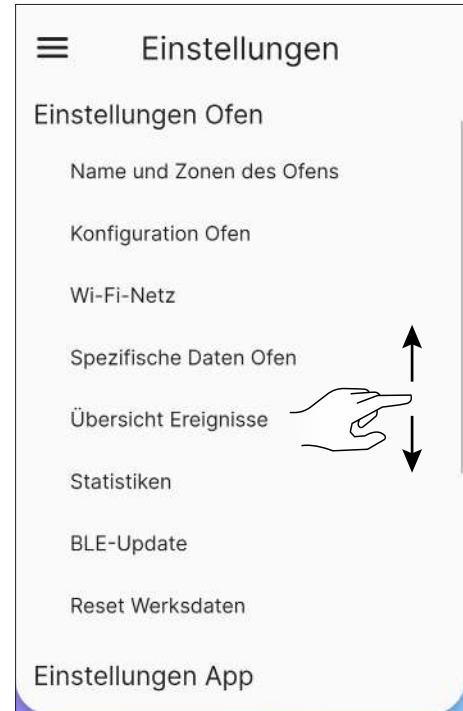 Einstellungen
Einstellungen Ofen
Name und Zonen des Ofens
Konfiguration Ofen
Wi-Fi-Netz
Spezifische Daten Ofen
Übersicht Ereignisse
Statistiken
BLE-Update
Reset Werksdaten
Einstellungen App